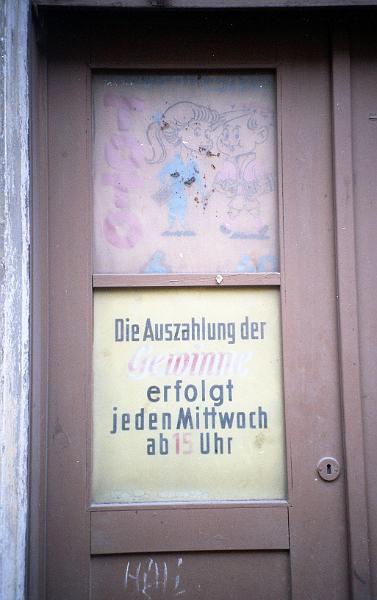 Die Auszahlung der
Gewinne
erfolgt
jeden Mittwoch
ab 15 Uhr